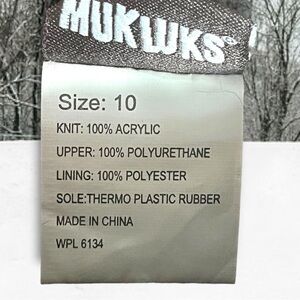 MUKLUKS
Size: 10
KNIT: 100% ACRYLIC
UPPER: 100% POLYURETHANE
LINING: 100% POLYESTER
SOLE:THERMO PLASTIC RUBBER
MADE IN CHINA
WPL 6134